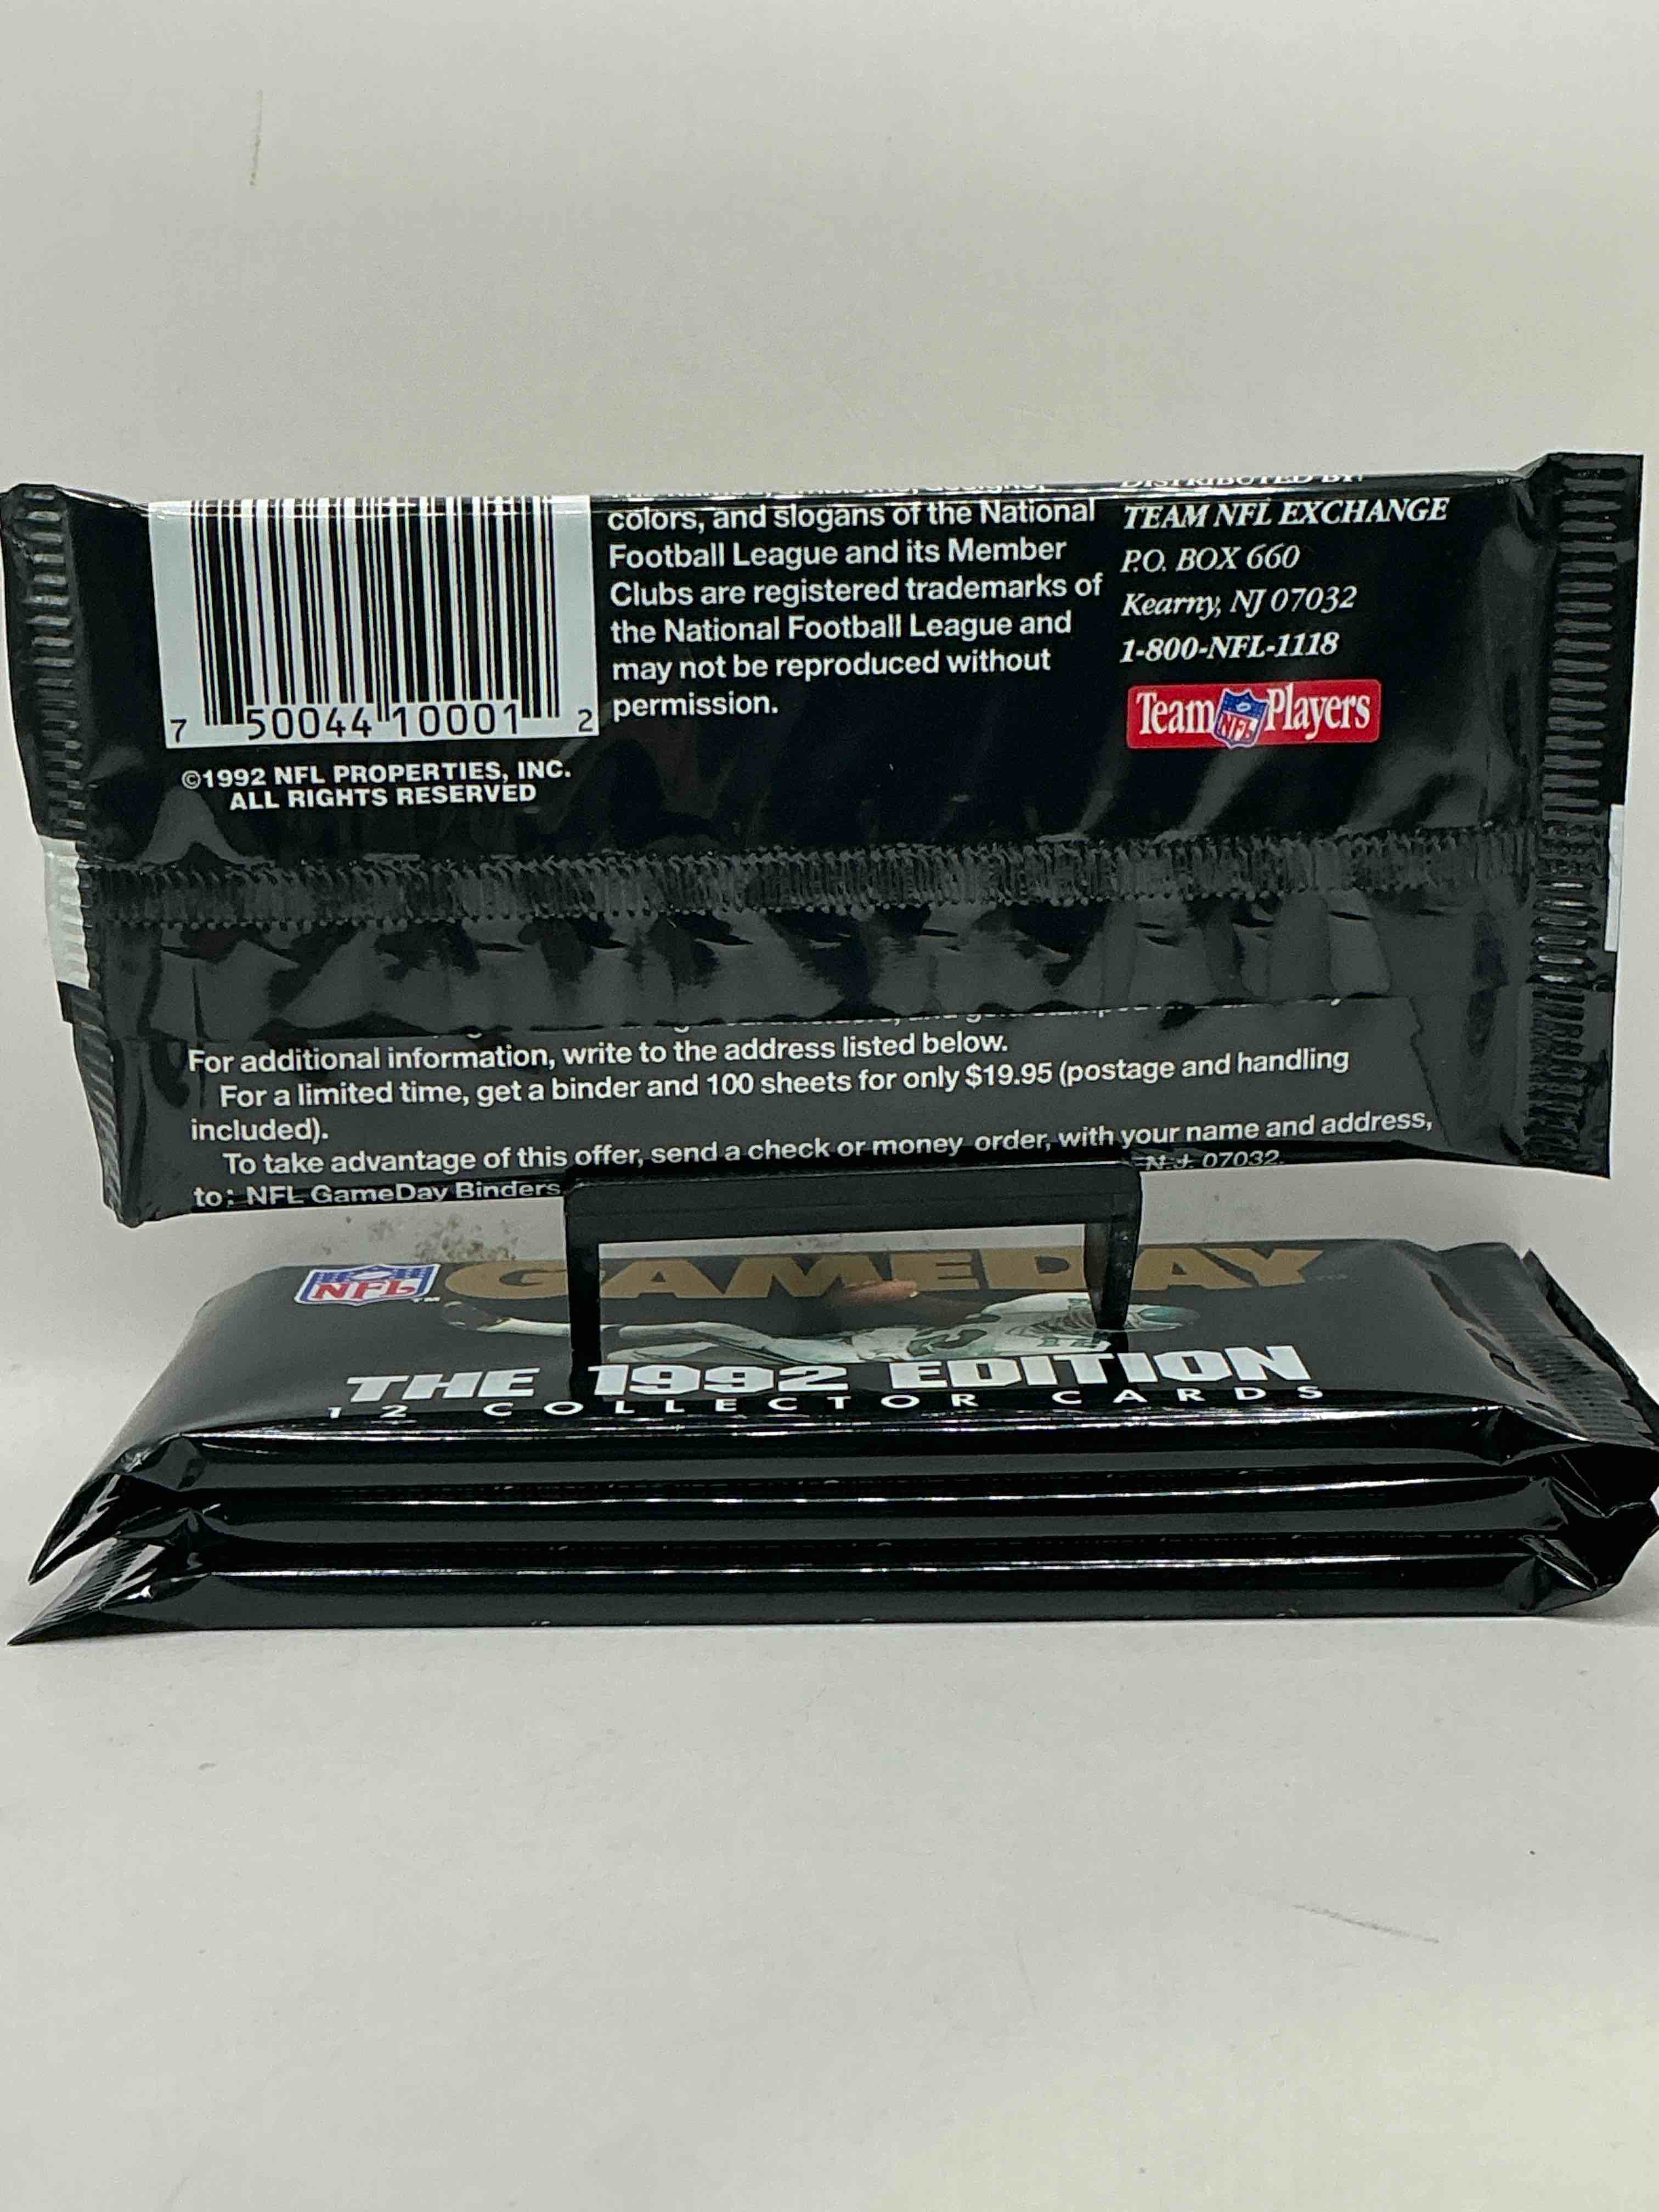 colors, and slogans of the National
Football League and its Member
Clubs are registered trademarks of
the National Football League and
may not be reproduced without
permission.
DISTRIBUTED BY:
TEAM NFL EXCHANGE
P.O. BOX 660
Kearny, NJ 07032
1-800-NFL-1118
Team NFL Players
7 50044 10001 2
©1992 NFL PROPERTIES, INC.
ALL RIGHTS RESERVED
For additional information, write to the address listed below.
For a limited time, get a binder and 100 sheets for only $19.95 (postage and handling
included).
To take advantage of this offer, send a check or money order, with your name and address,
to: NFL GameDay Binders N.J. 07032.
NFL TM GAMEDAY
THE 1992 EDITION
12 COLLECTOR CARDS